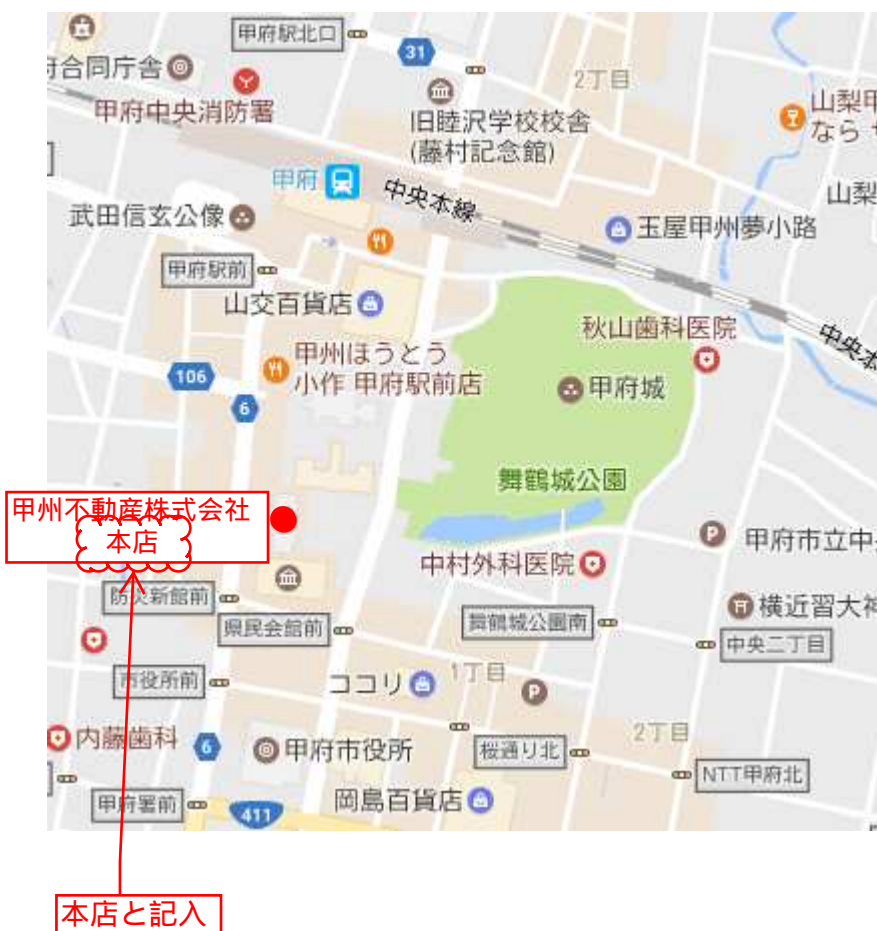 甲府駅北口
31
府合同庁舎
2丁目
甲府中央消防署
旧睦沢学校校舎
(藤村記念館)
山梨甲
なら
甲府
中央本線
山梨
武田信玄公像
玉屋甲州夢小路
甲府駅前
山交百貨店
秋山歯科医院
中央本
甲州ほうとう
小作 甲府駅前店
106
甲府城
6
舞鶴城公園
甲州不動産株式会社
本店
P
甲府市立中央
中村外科医院
防災新館前
横近習大神
県民会館前
舞鶴城公園南
中央二丁目
市役所前
ココリ
1丁目
P
内藤歯科
6
甲府市役所
桜通り北
2丁目
NTT甲府北
甲府署前
411
岡島百貨店
本店と記入